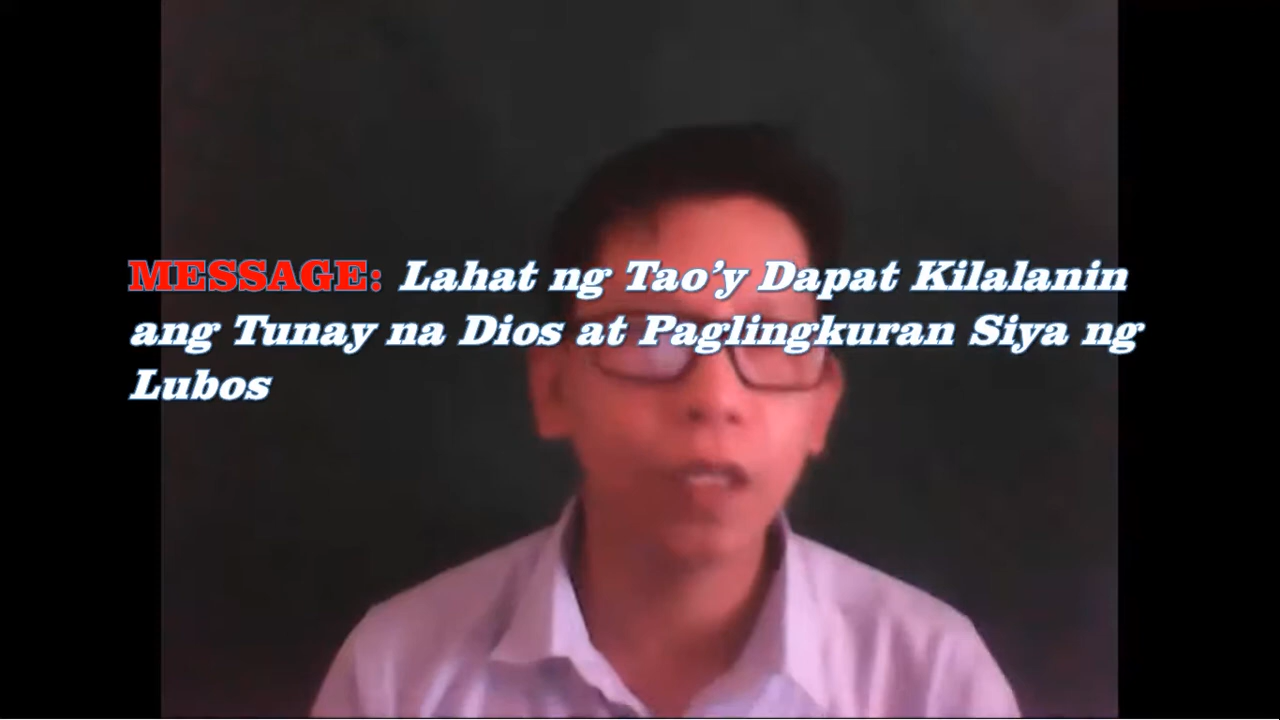 MESSAGE: Lahat ng Tao’y Dapat Kilalanin
ang Tunay na Dios at Paglingkuran Siya ng
Lubos